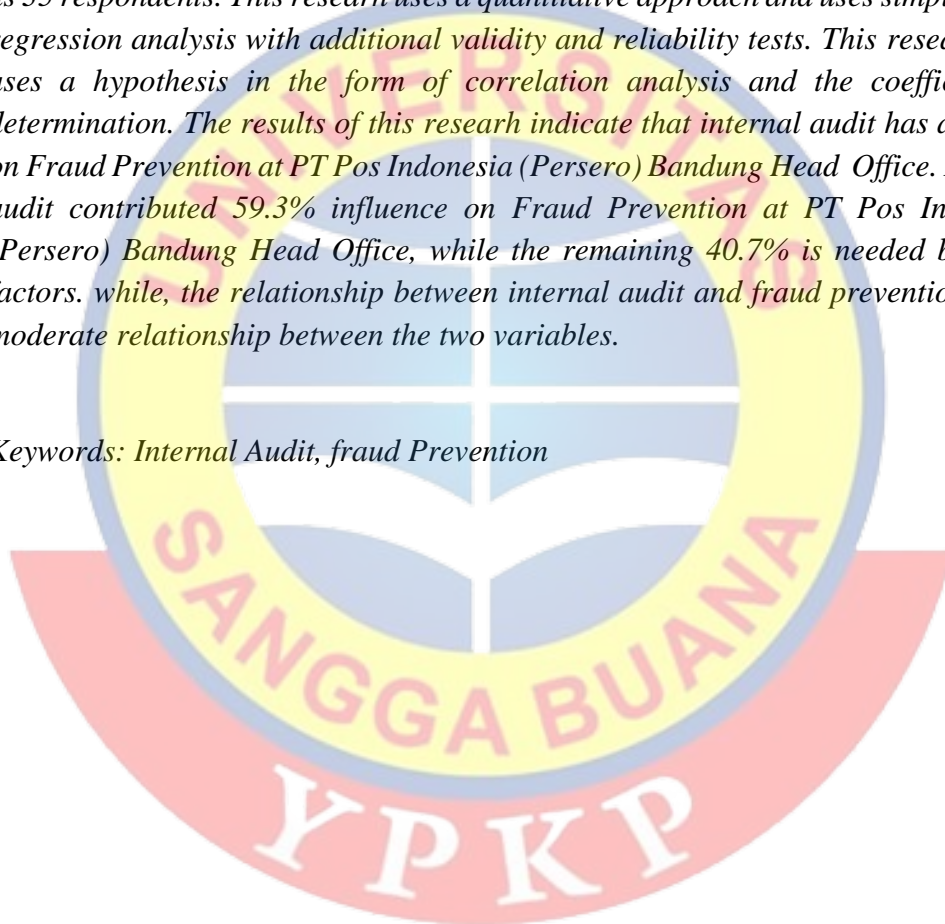 respondents. This researh uses a quantitative approach and uses simpl
regression analysis with additional validity and reliability tests. This resea
uses a hypothesis in the form of correlation analysis and the coeffic
determination. The results of this researh indicate that internal audit has
on Fraud Prevention at PT Pos Indonesia (Persero) Bandung Head Office.
audit contributed 59.3% influence on Fraud Prevention at PT Pos In
(Persero) Bandung Head Office, while the remaining 40.7% is needed b
factors. while, the relationship between internal audit and fraud preventio
moderate relationship between the two variables.
Keywords: Internal Audit, fraud Prevention
UNIVERSITAS
SANGGA BUANA
YPKP